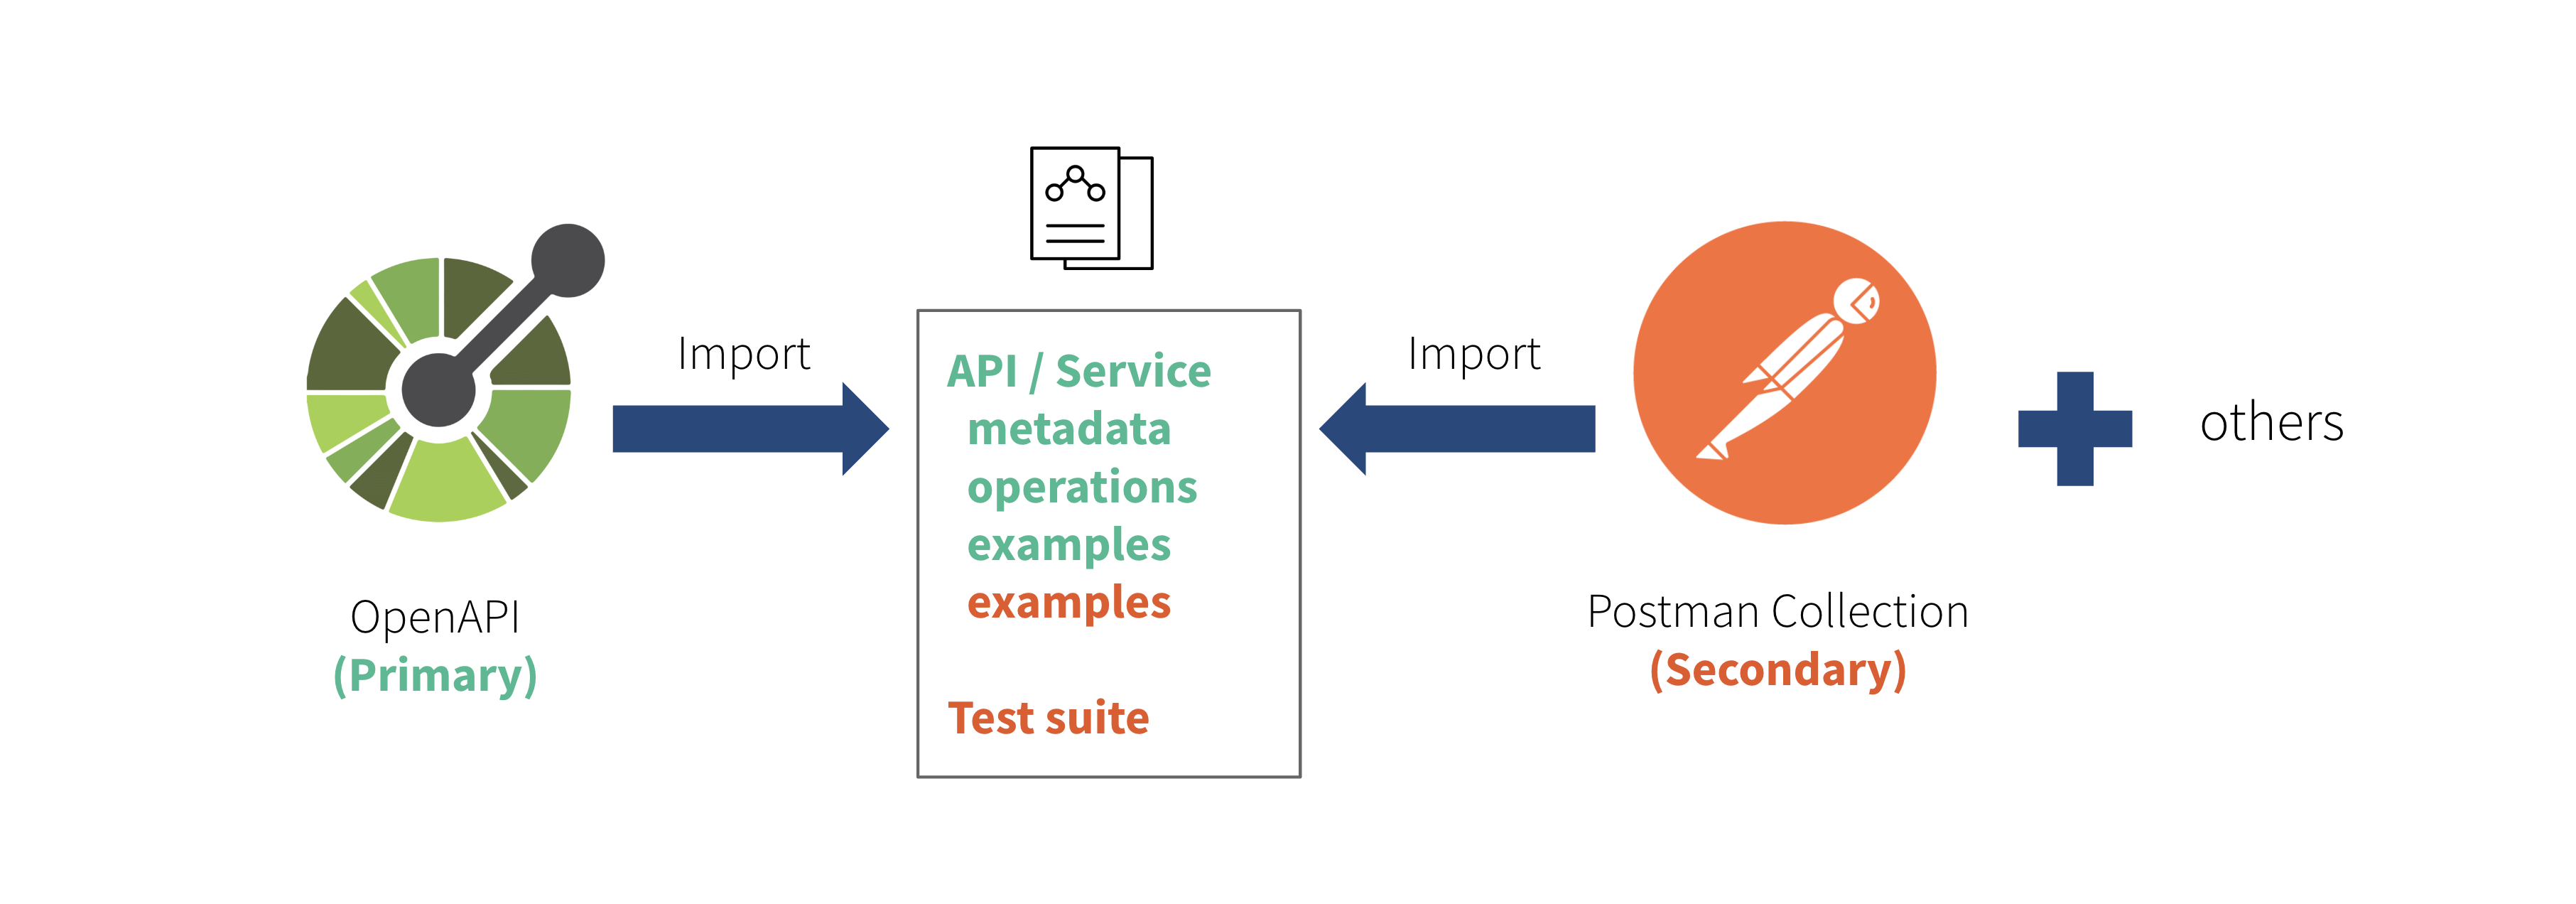 OpenAPI
(Primary)
Import
API / Service
metadata
operations
examples
examples
Test suite
Import
Postman Collection
(Secondary)
others